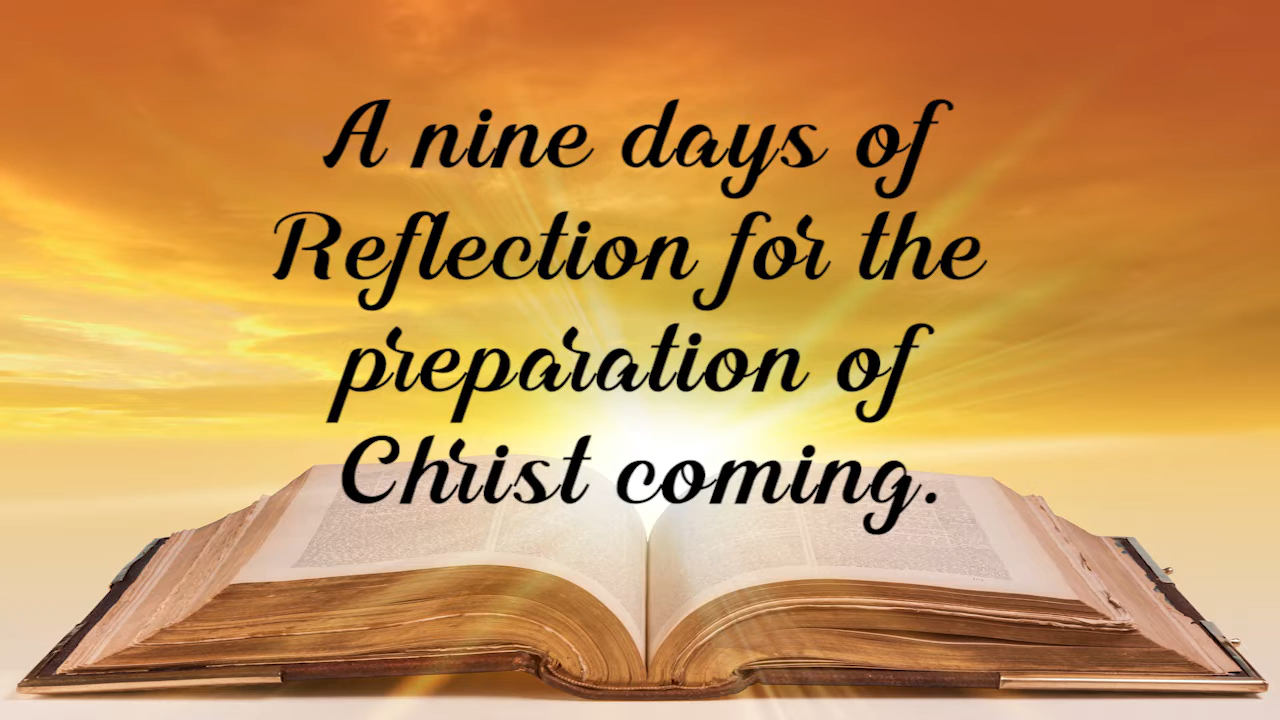 A nine days of
Reflection for the
preparation of
Christ coming.